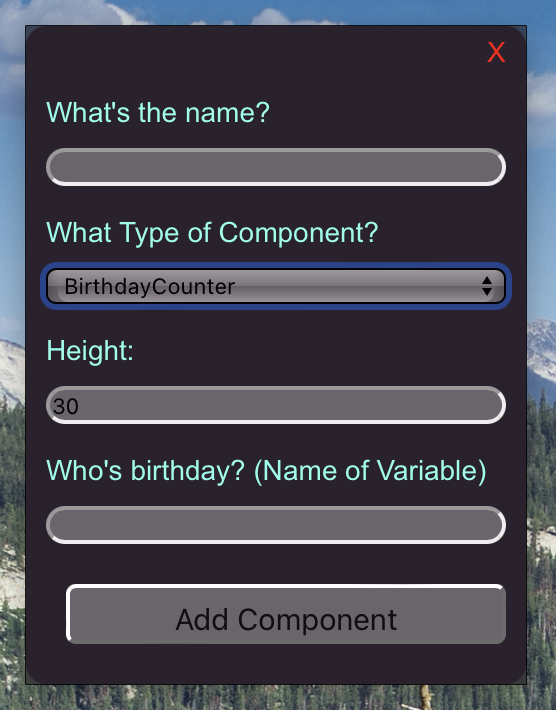 X
What's the name?
What Type of Component?
BirthdayCounter
Height:
30
Who's birthday? (Name of Variable)
Add Component